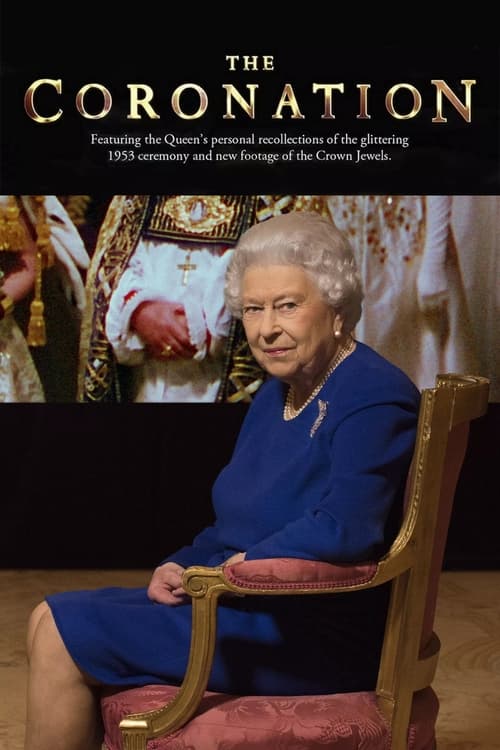 THE
CORONATION
Featuring the Queen's personal recollections of the glittering
1953 ceremony and new footage of the Crown Jewels.